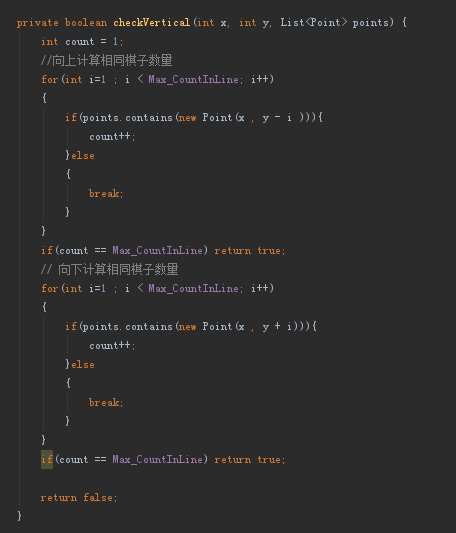 private boolean checkVertical(int x, int y, List<Point> points) {
int count = 1;
//向上计算相同棋子数量
for(int i=1 ; i < Max_CountInLine; i++)
{
if(points.contains(new Point(x , y - i ))){
count++;
}else
{
break;
}
}
if(count == Max_CountInLine) return true;
// 向下计算相同棋子数量
for(int i=1 ; i < Max_CountInLine; i++)
{
if(points.contains(new Point(x , y + i))){
count++;
}else
{
break;
}
}
if(count == Max_CountInLine) return true;
return false;
}